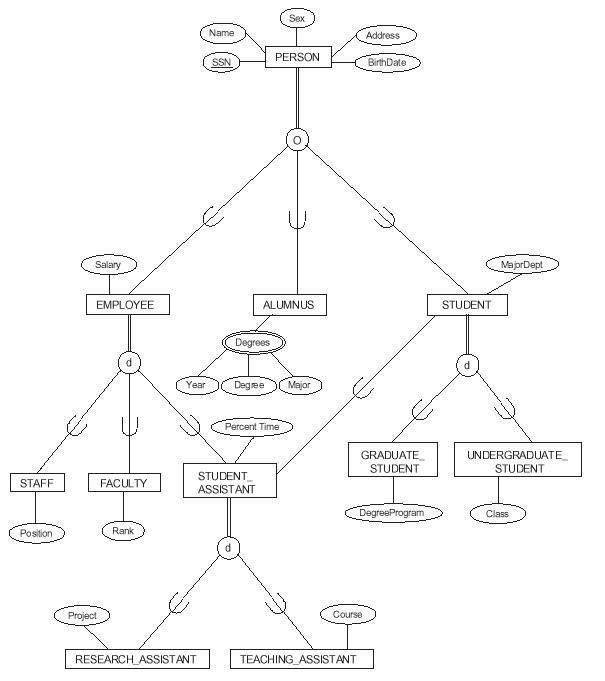 Sex
Name
Address
PERSON
SSN
BirthDate
O
Salary
MajorDept
EMPLOYEE
ALUMNUS
STUDENT
Degrees
d
d
Year
Degree
Major
Percent Time
GRADUATE_
STUDENT
UNDERGRADUATE_
STUDENT
STAFF
FACULTY
STUDENT_
ASSISTANT
DegreeProgram
Class
Position
Rank
d
Project
Course
RESEARCH_ASSISTANT
TEACHING_ASSISTANT